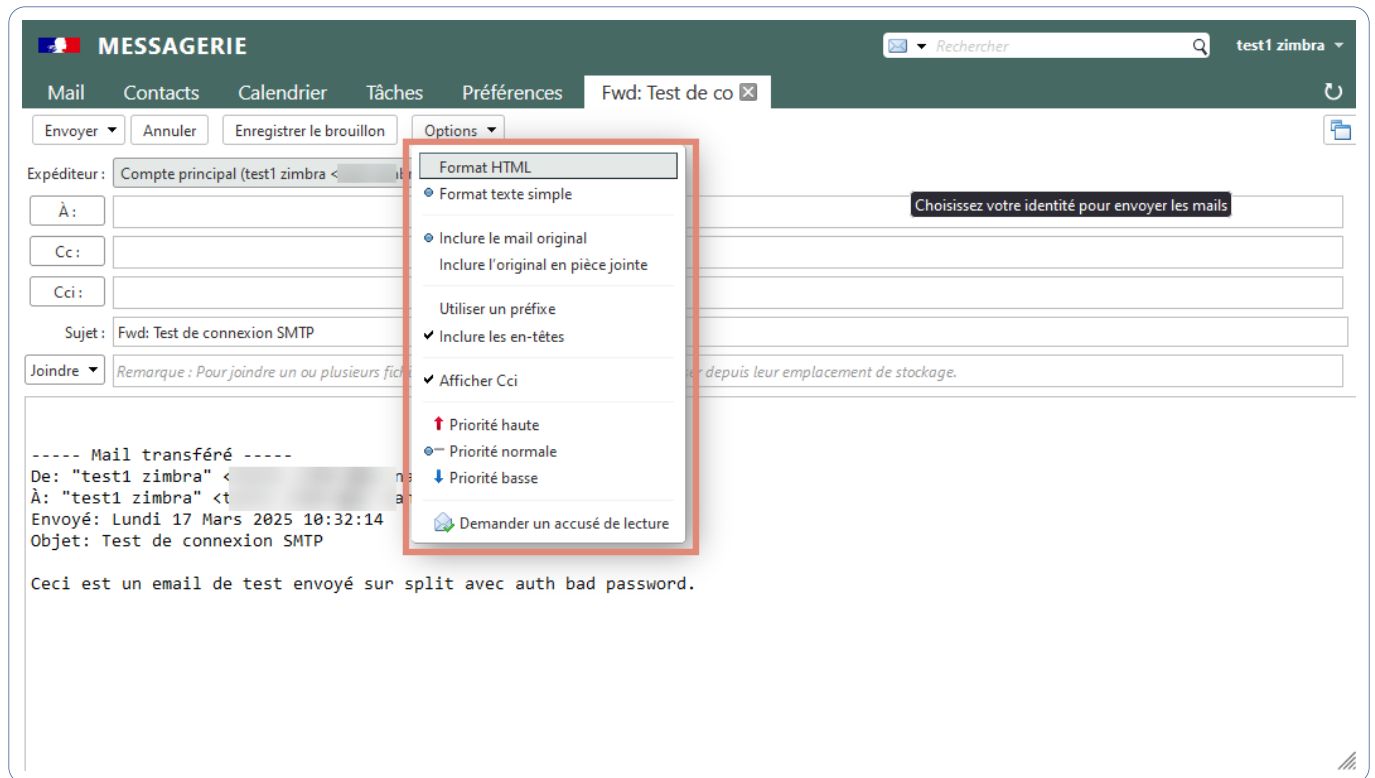 MESSAGERIE
Rechercher
test1 zimbra
Mail Contacts Calendrier Tâches Préférences Fwd: Test de co
Envoyer Annuler Enregistrer le brouillon Options
Expéditeur : Compte principal (test1 zimbra <
Choisissez votre identité pour envoyer les mails
À :
Cc :
Cci :
Sujet : Fwd: Test de connexion SMTP
Joindre Remarque : Pour joindre un ou plusieurs depuis leur emplacement de stockage.
Format HTML
Format texte simple
Inclure le mail original
Inclure l'original en pièce jointe
Utiliser un préfixe
Inclure les en-têtes
Afficher Cci
Priorité haute
Priorité normale
Priorité basse
Demander un accusé de lecture
----- Mail transféré -----
De: "test1 zimbra" <
À: "test1 zimbra" <t
Envoyé: Lundi 17 Mars 2025 10:32:14
Objet: Test de connexion SMTP
Ceci est un email de test envoyé sur split avec auth bad password.